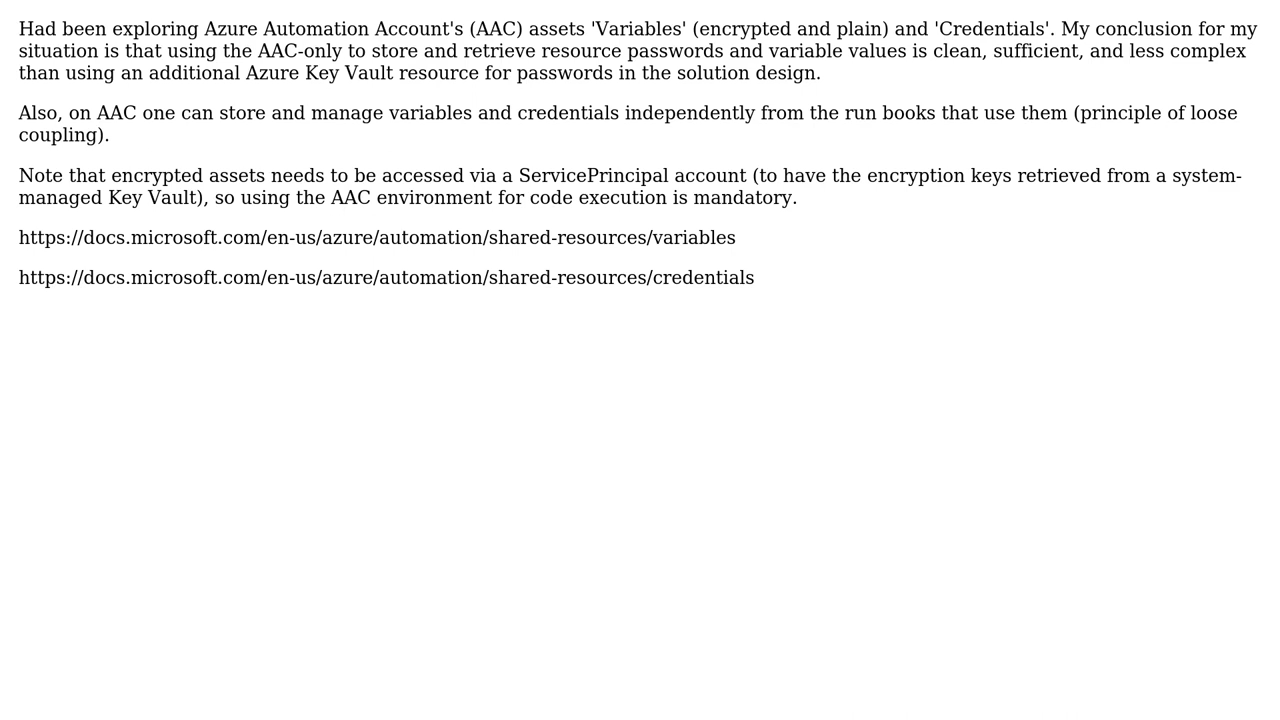 Had been exploring Azure Automation Account's (AAC) assets 'Variables' (encrypted and plain) and 'Credentials'. My conclusion for my
situation is that using the AAC-only to store and retrieve resource passwords and variable values is clean, sufficient, and less complex
than using an additional Azure Key Vault resource for passwords in the solution design.
Also, on AAC one can store and manage variables and credentials independently from the run books that use them (principle of loose
coupling).
Note that encrypted assets needs to be accessed via a ServicePrincipal account (to have the encryption keys retrieved from a system-
managed Key Vault), so using the AAC environment for code execution is mandatory.
https://docs.microsoft.com/en-us/azure/automation/shared-resources/variables
https://docs.microsoft.com/en-us/azure/automation/shared-resources/credentials